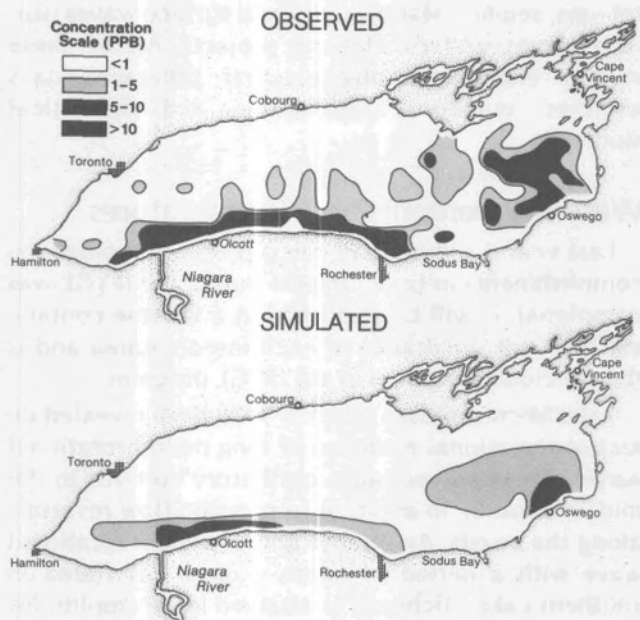 OBSERVED
Concentration
Scale (PPB)
<1
1-5
5-10
>10
Cape
Vincent
Cobourg
Toronto
Hamilton
Olcott
Niagara
River
Rochester
Sodus Bay
Oswego
SIMULATED
Cape
Vincent
Cobourg
Toronto
Hamilton
Olcott
Niagara
River
Rochester
Sodus Bay
Oswego